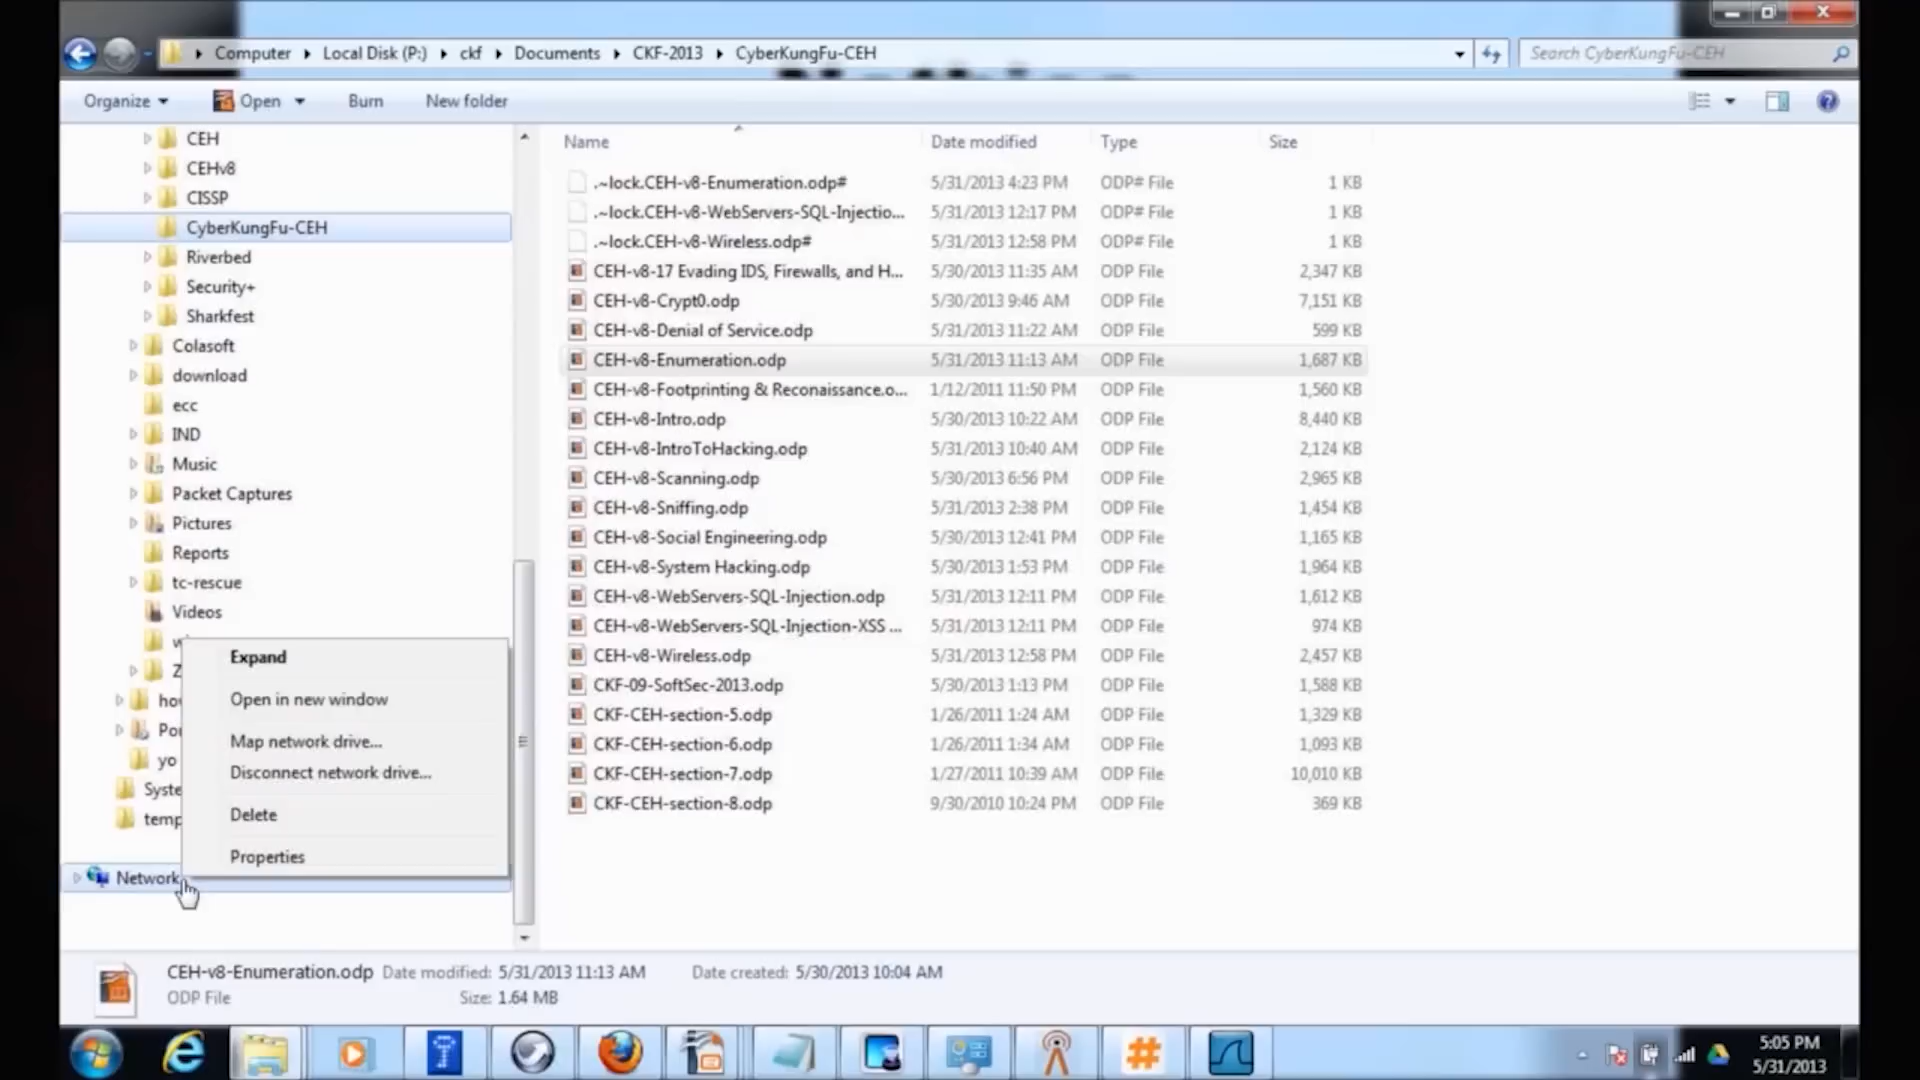 Computer Local Disk (P:) ckf Documents CKF-2013 CyberKungFu-CEH
Search CyberKungFu-CEH
Organize Open Burn New folder
CEH
CEHv8
CISSP
CyberKungFu-CEH
Riverbed
Security+
Sharkfest
Colasoft
download
ecc
IND
Music
Packet Captures
Pictures
Reports
tc-rescue
Videos
yo
Network
Expand
Open in new window
Map network drive...
Disconnect network drive...
Delete
Properties
Name Date modified Type Size
.~lock.CEH-v8-Enumeration.odp# 5/31/2013 4:23 PM ODP# File 1 KB
.~lock.CEH-v8-WebServers-SQL-Injectio... 5/31/2013 12:17 PM ODP# File 1 KB
.~lock.CEH-v8-Wireless.odp# 5/31/2013 12:58 PM ODP# File 1 KB
CEH-v8-17 Evading IDS, Firewalls, and H... 5/30/2013 11:35 AM ODP File 2,347 KB
CEH-v8-Crypt0.odp 5/30/2013 9:46 AM ODP File 7,151 KB
CEH-v8-Denial of Service.odp 5/31/2013 11:22 AM ODP File 599 KB
CEH-v8-Enumeration.odp 5/31/2013 11:13 AM ODP File 1,687 KB
CEH-v8-Footprinting & Reconaissance.o... 1/12/2011 11:50 PM ODP File 1,560 KB
CEH-v8-Intro.odp 5/30/2013 10:22 AM ODP File 8,440 KB
CEH-v8-IntroToHacking.odp 5/31/2013 10:40 AM ODP File 2,124 KB
CEH-v8-Scanning.odp 5/30/2013 6:56 PM ODP File 2,965 KB
CEH-v8-Sniffing.odp 5/31/2013 2:38 PM ODP File 1,454 KB
CEH-v8-Social Engineering.odp 5/30/2013 12:41 PM ODP File 1,165 KB
CEH-v8-System Hacking.odp 5/30/2013 1:53 PM ODP File 1,964 KB
CEH-v8-WebServers-SQL-Injection.odp 5/31/2013 12:11 PM ODP File 1,612 KB
CEH-v8-WebServers-SQL-Injection-XSS ... 5/31/2013 12:11 PM ODP File 974 KB
CEH-v8-Wireless.odp 5/31/2013 12:58 PM ODP File 2,457 KB
CKF-09-SoftSec-2013.odp 5/30/2013 1:13 PM ODP File 1,588 KB
CKF-CEH-section-5.odp 1/26/2011 1:24 AM ODP File 1,329 KB
CKF-CEH-section-6.odp 1/26/2011 1:34 AM ODP File 1,093 KB
CKF-CEH-section-7.odp 1/27/2011 10:39 AM ODP File 10,010 KB
CKF-CEH-section-8.odp 9/30/2010 10:24 PM ODP File 369 KB
CEH-v8-Enumeration.odp Date modified: 5/31/2013 11:13 AM Date created: 5/30/2013 10:04 AM
ODP File Size: 1.64 MB
5:05 PM
5/31/2013